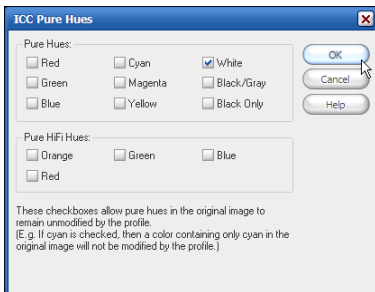 ICC Pure Hues
Pure Hues:
Red Cyan White
Green Magenta Black/Gray
Blue Yellow Black Only
OK
Cancel
Help
Pure HiFi Hues:
Orange Green Blue
Red
These checkboxes allow pure hues in the original image to
remain unmodified by the profile.
(E.g. If cyan is checked, then a color containing only cyan in the
original image will not be modified by the profile.)